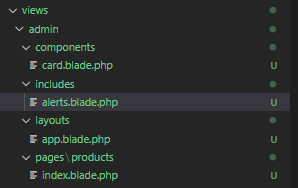 views
admin
components
card.blade.php U
includes
alerts.blade.php U
layouts
app.blade.php U
pages\products
index.blade.php U